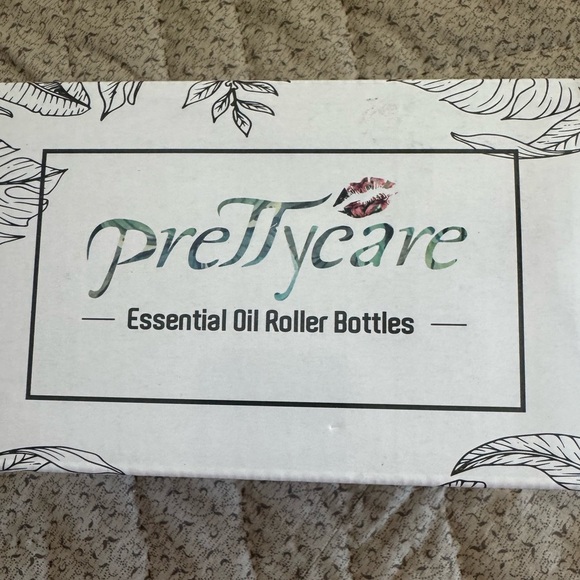 prettycare
Essential Oil Roller Bottles